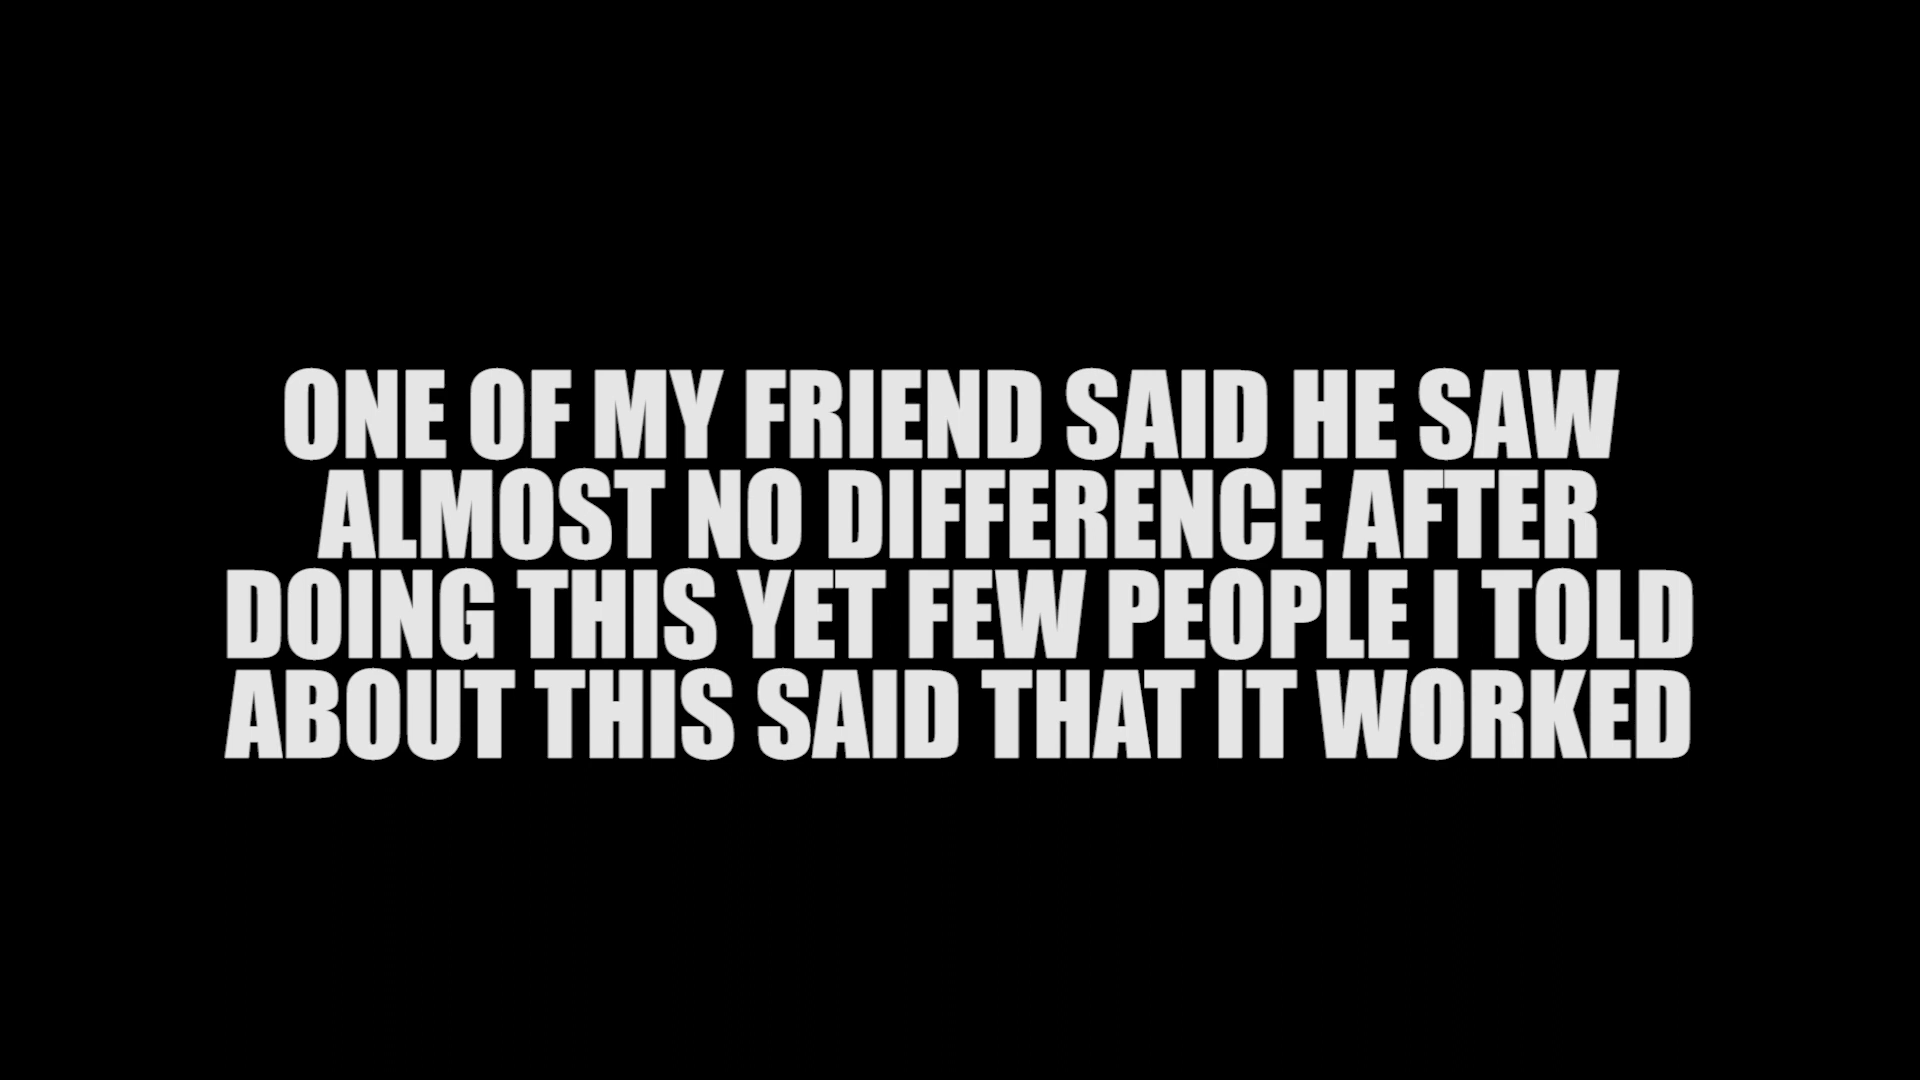 ONE OF MY FRIEND SAID HE SAW
ALMOST NO DIFFERENCE AFTER
DOING THIS YET FEW PEOPLE I TOLD
ABOUT THIS SAID THAT IT WORKED